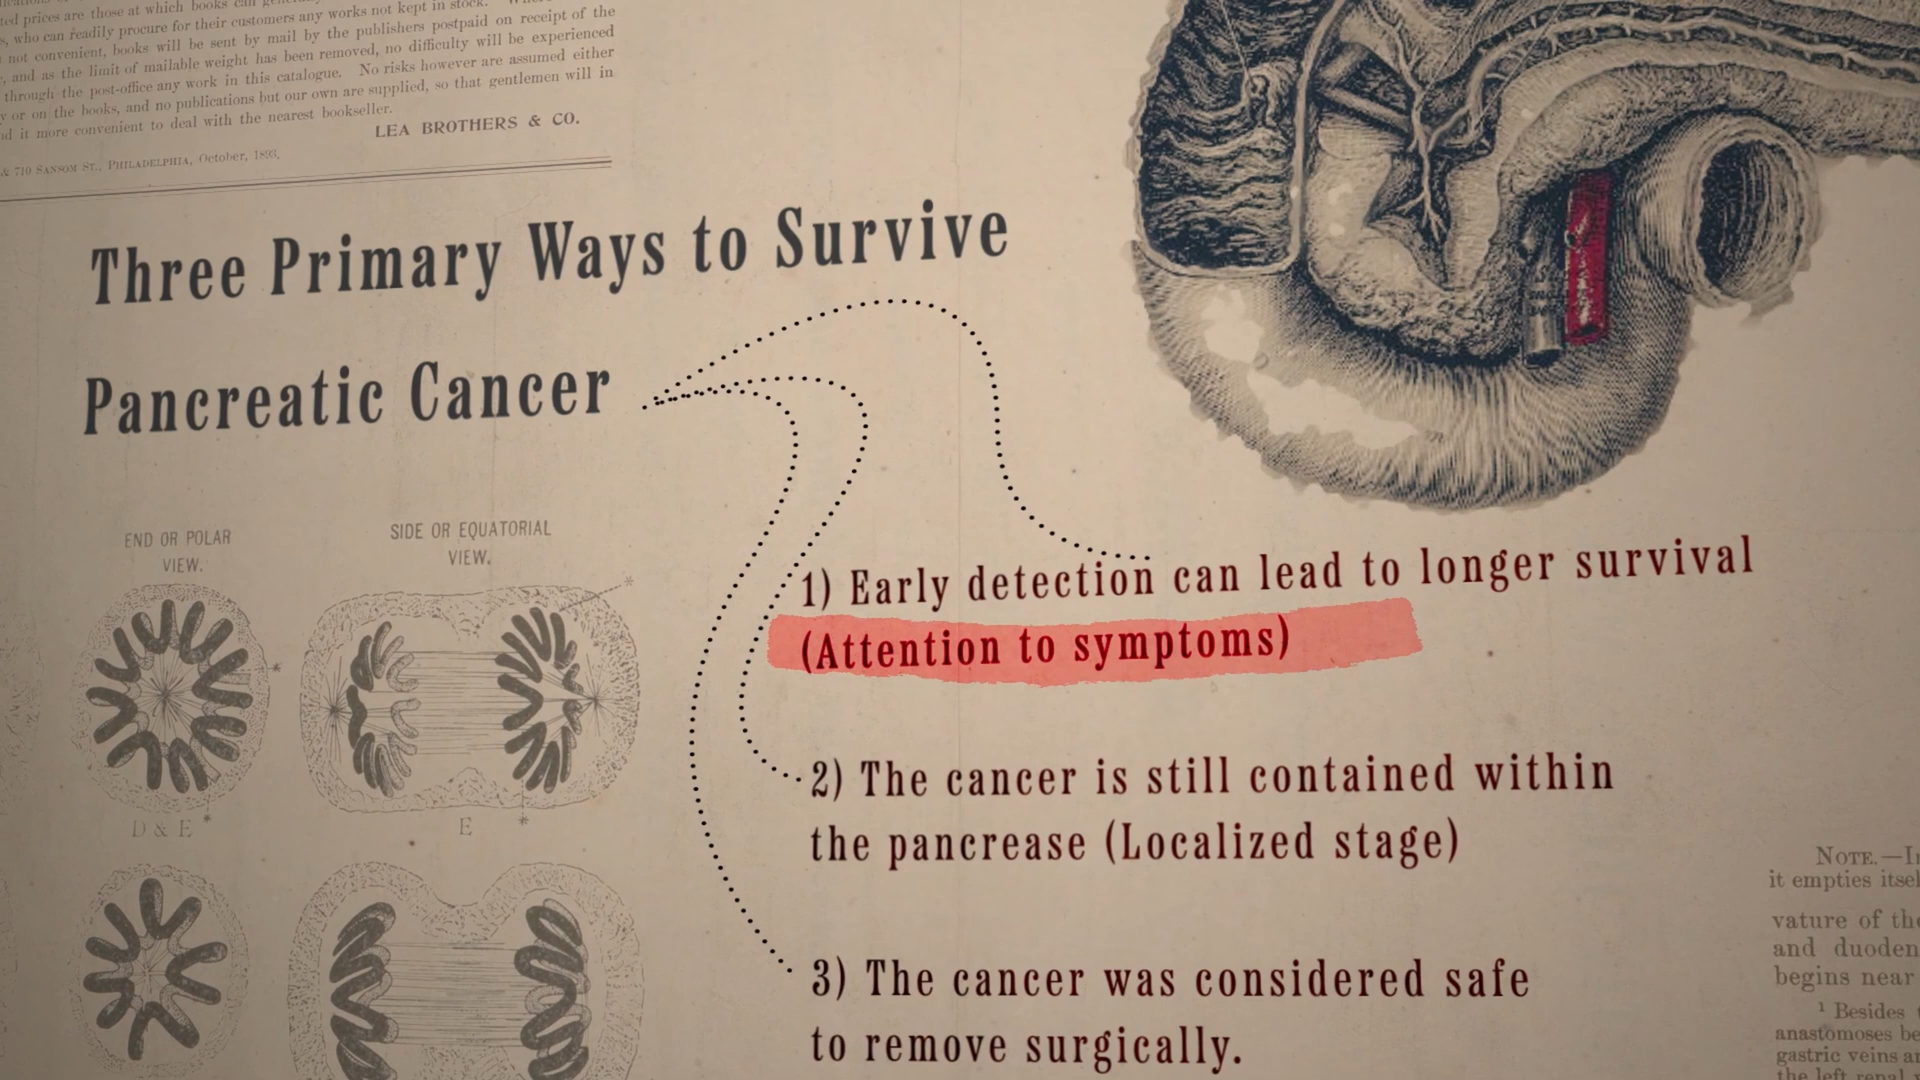 ted prices are those at which books can
s, who can readily procure for their customers any works not kept in stock.
not convenient, books will be sent by mail by the publishers postpaid on receipt of the
, and as the limit of mailable weight has been removed, no difficulty will be experienced
through the post-office any work in this catalogue. No risks however are assumed either
y or on the books, and no publications but our own are supplied, so that gentlemen will in
d it more convenient to deal with the nearest bookseller.
LEA BROTHERS & CO.
& 710 SANSOM ST., PHILADELPHIA, October, 1893.
Three Primary Ways to Survive
Pancreatic Cancer
END OR POLAR
VIEW.
SIDE OR EQUATORIAL
VIEW.
D & E *
E *
1) Early detection can lead to longer survival
(Attention to symptoms)
2) The cancer is still contained within
the pancrease (Localized stage)
3) The cancer was considered safe
to remove surgically.
NOTE.—In
it empties itsel
vature of the
and duoden
begins near
1 Besides
anastomoses be
gastric veins an
the left renal